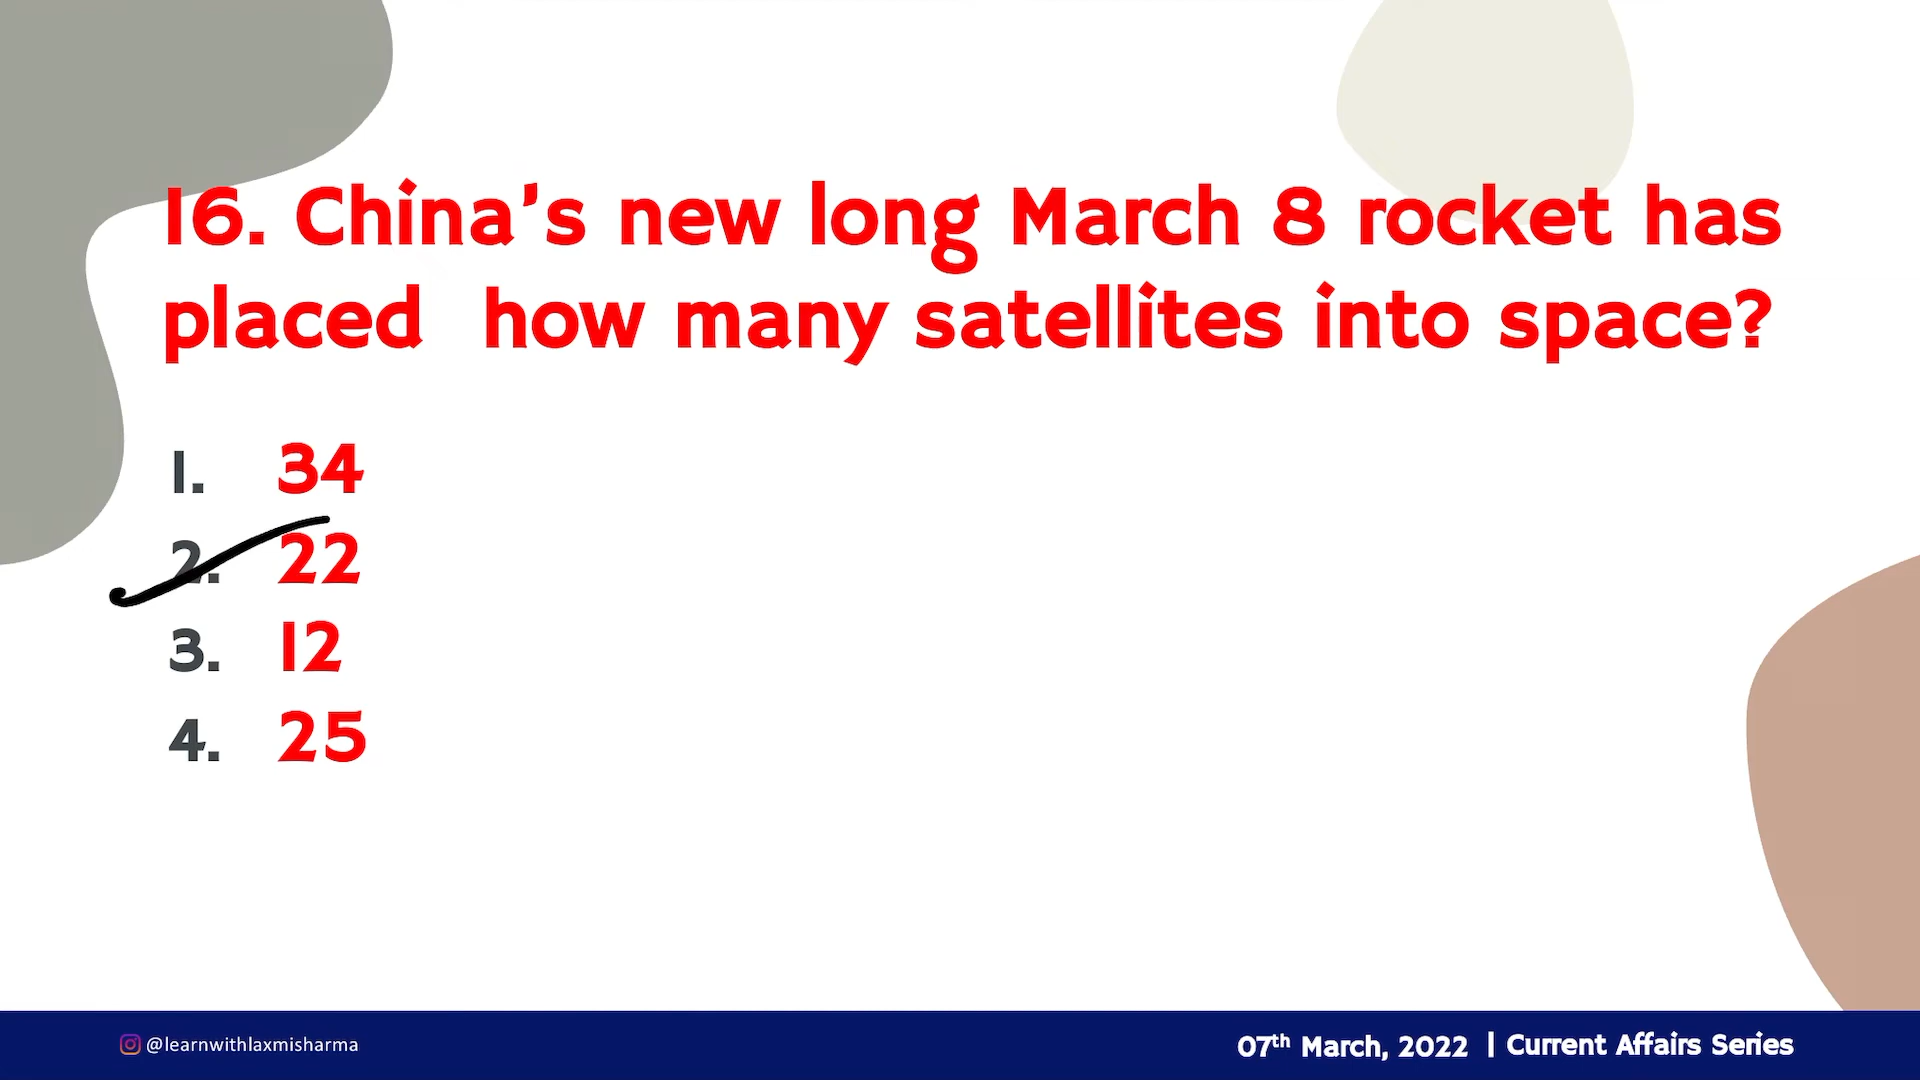 16. China's new long March 8 rocket has
placed how many satellites into space?
1. 34
2. 22
3. 12
4. 25
@learnwithlaxmisharma
07th March, 2022 | Current Affairs Series